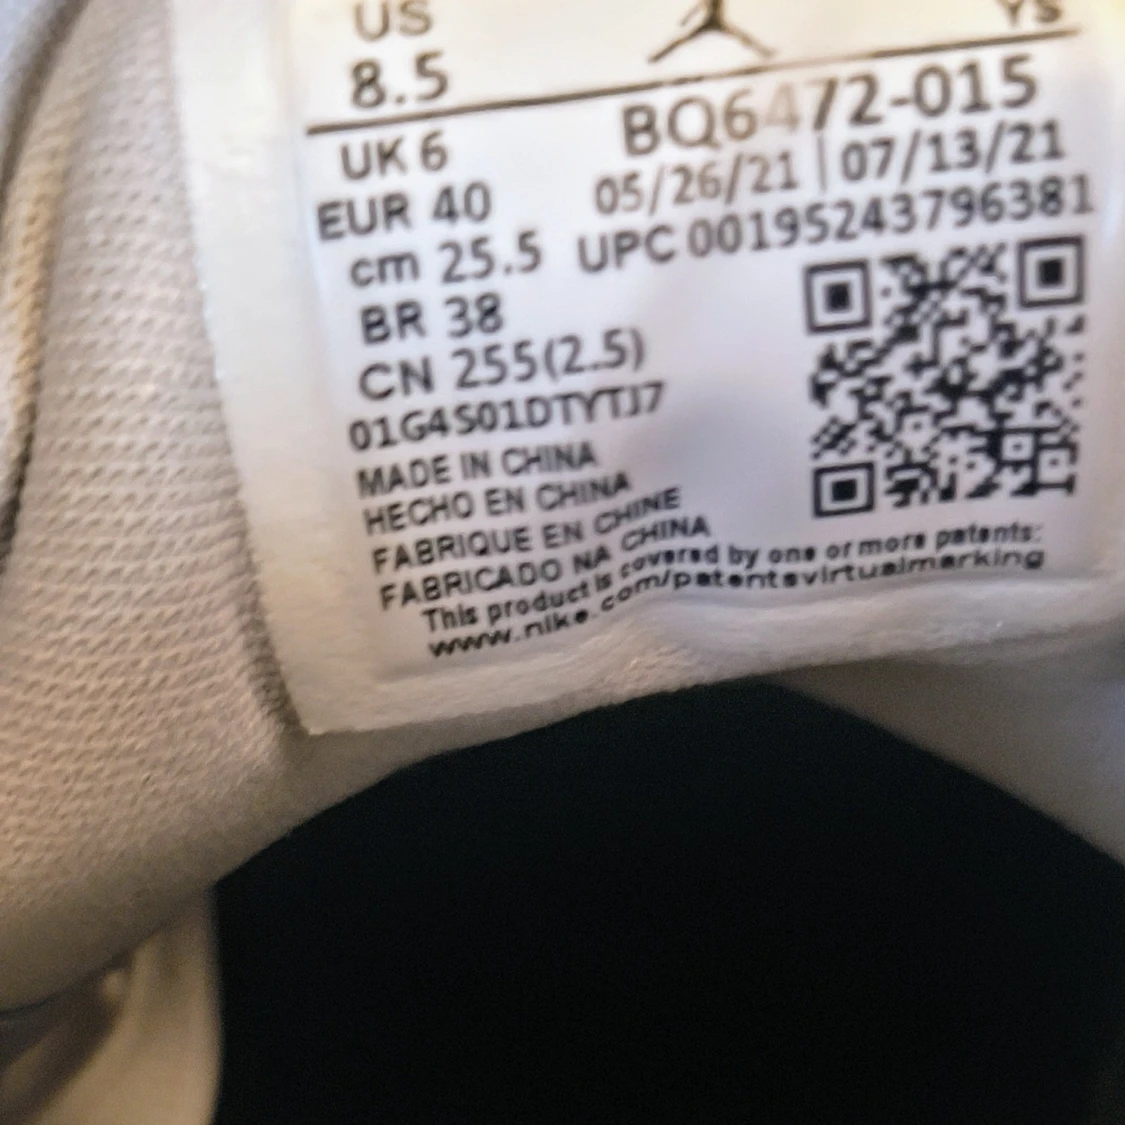 US YS
8.5
BQ6472-015
UK 6
05/26/21 | 07/13/21
EUR 40
UPC 00195243796381
cm 25.5
BR 38
CN 255(2.5)
01G4S01DTYTJ7
MADE IN CHINA
HECHO EN CHINA
FABRIQUE EN CHINE
FABRICADO NA CHINA
This product is covered by one or more patents:
www.nike.com/patentsvirtualmarking